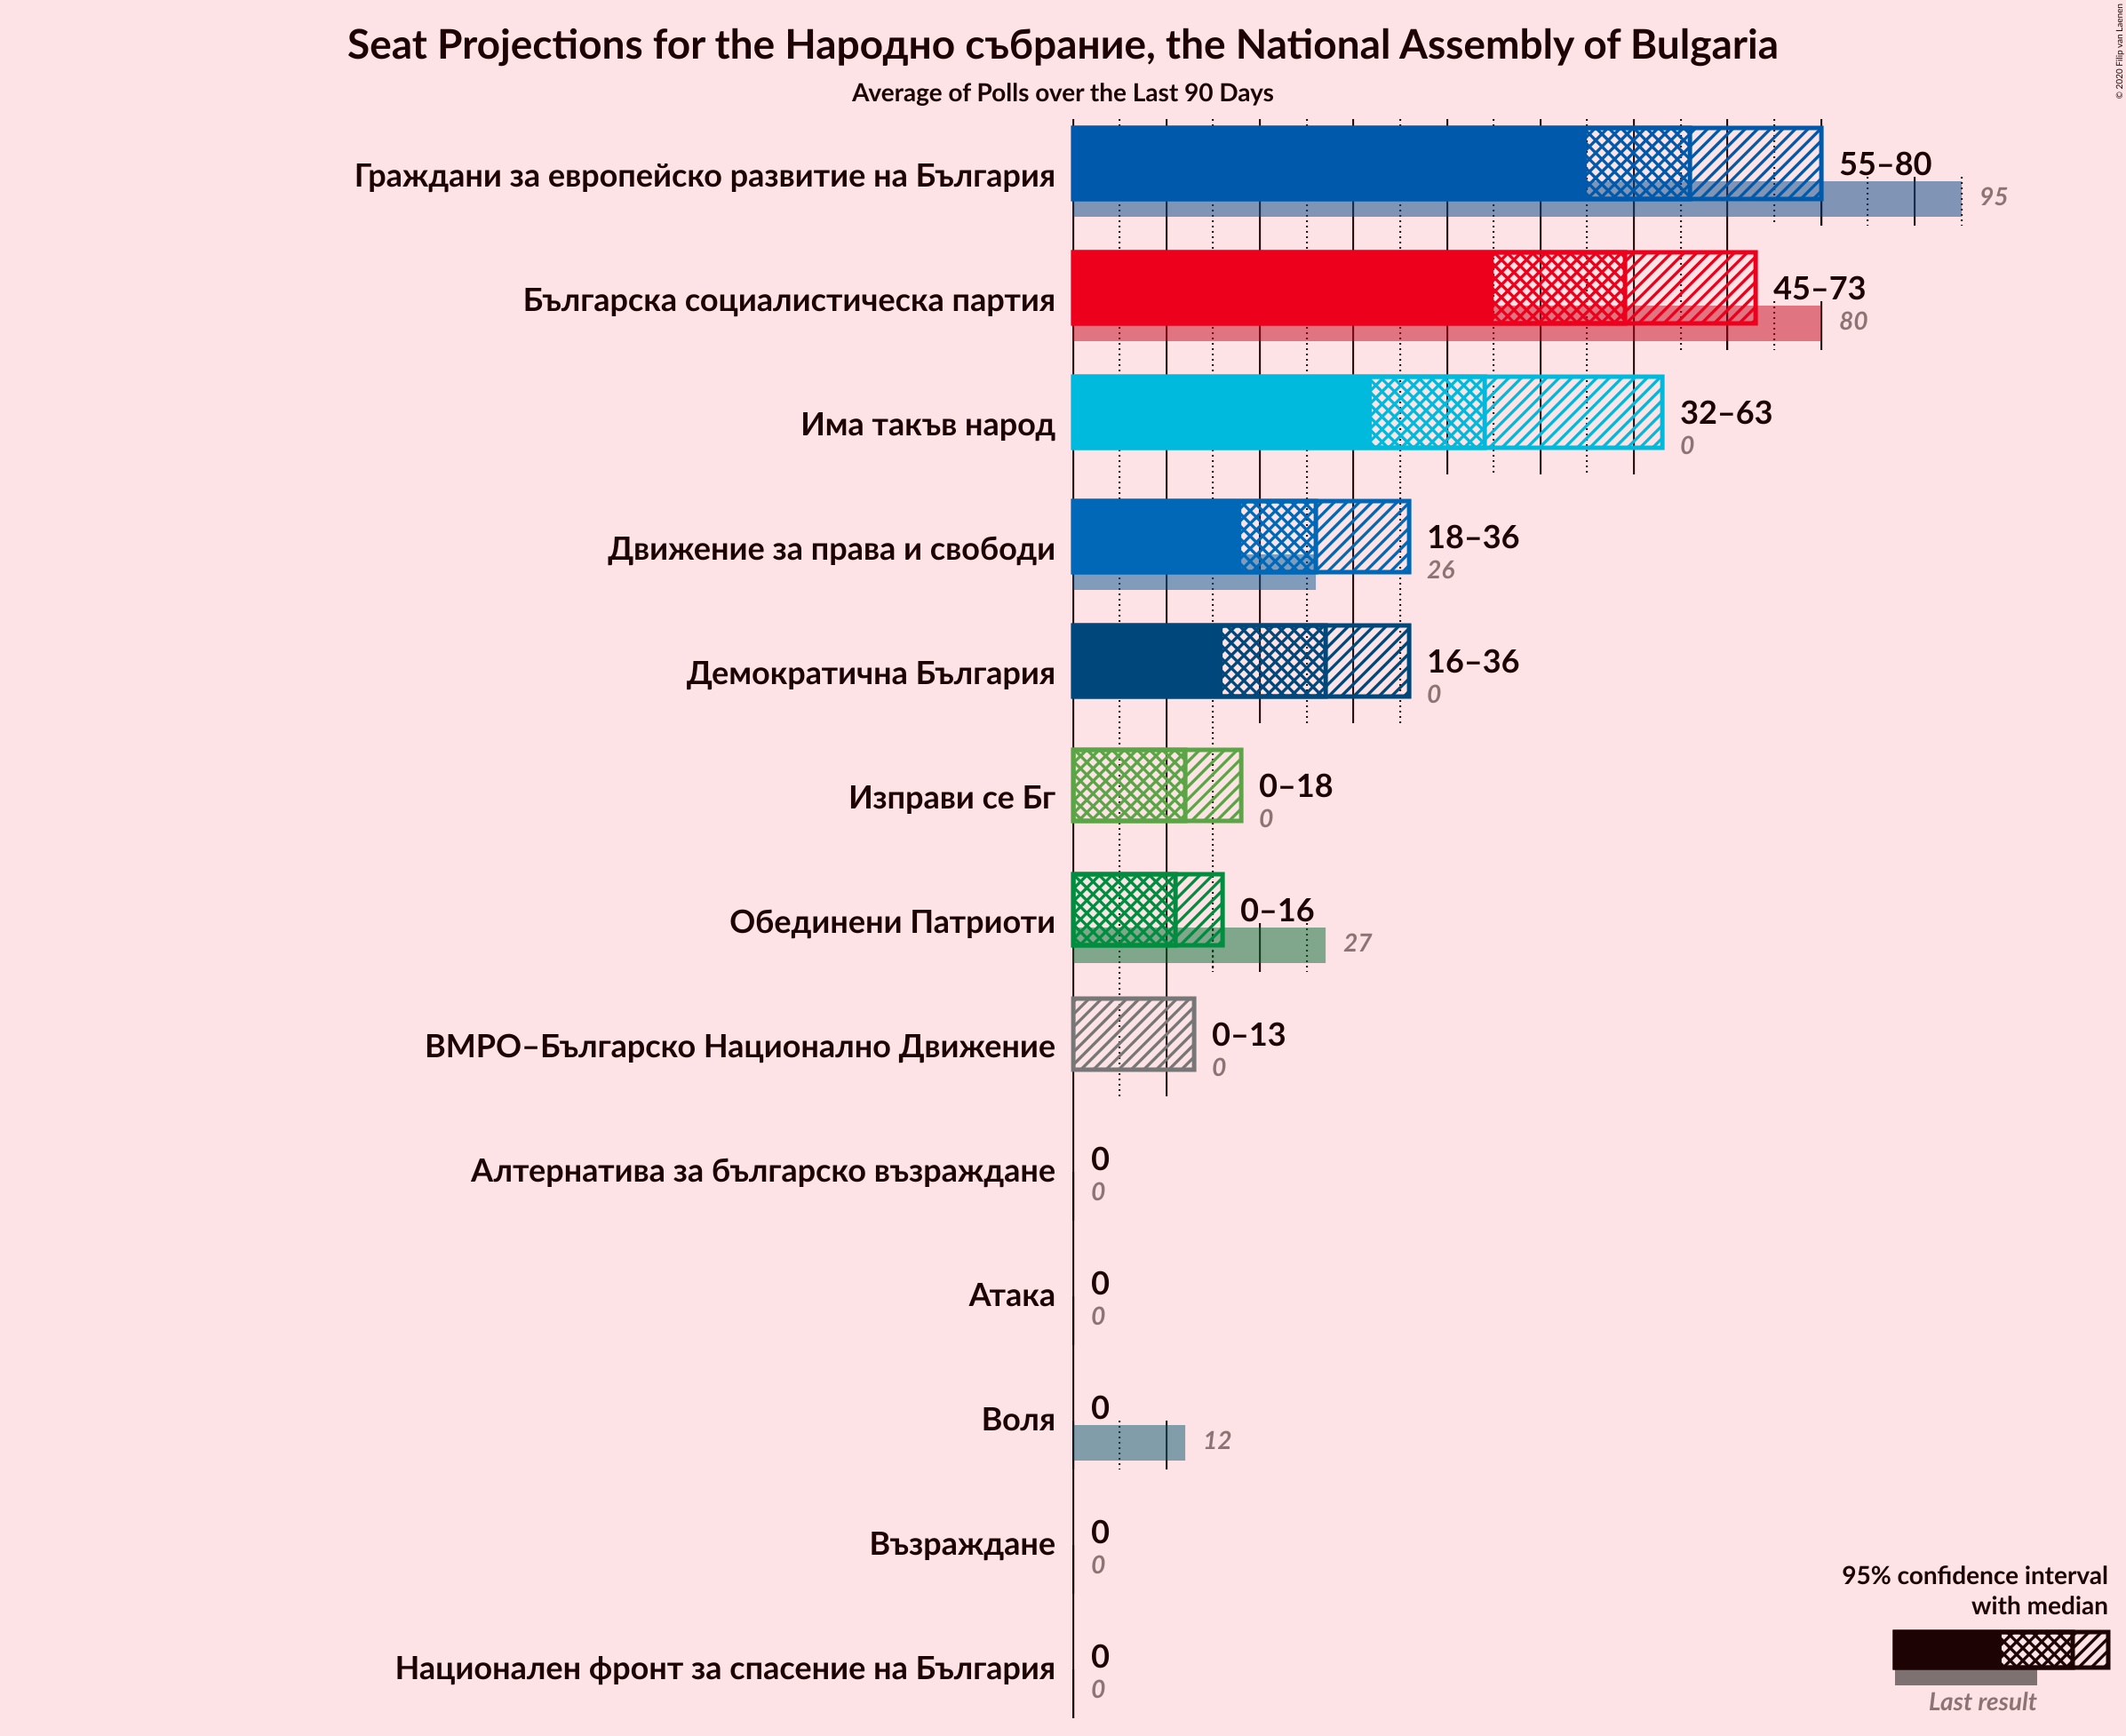 Seat Projections for the Народно събрание, the National Assembly of Bulgaria
Average of Polls over the Last 90 Days
© 2020 Filip van Laenen
Граждани за европейско развитие на България
55–80
95
Българска социалистическа партия
45–73
80
Има такъв народ
32–63
0
Движение за права и свободи
18–36
26
Демократична България
16–36
0
Изправи се Бг
0–18
0
Обединени Патриоти
0–16
27
ВМРО–Българско Национално Движение
0–13
0
Алтернатива за българско възраждане
0
0
Атака
0
0
Воля
0
12
Възраждане
0
0
Национален фронт за спасение на България
0
0
95% confidence interval
with median
Last result